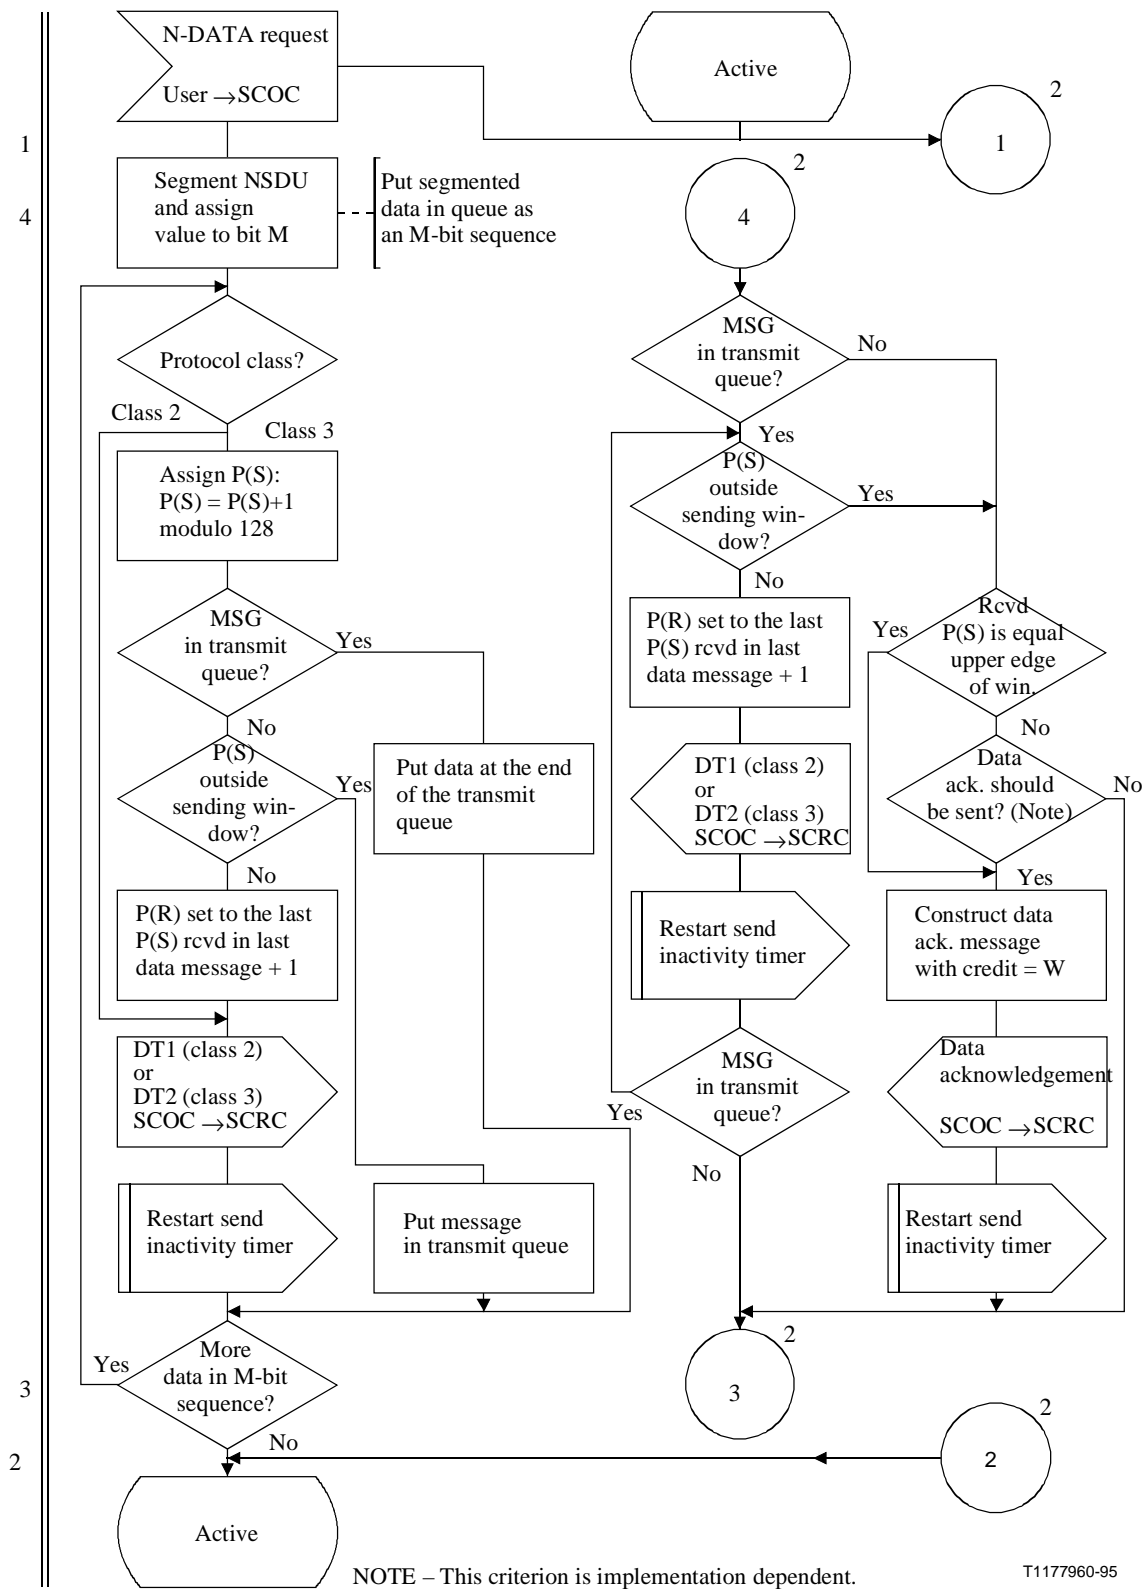 N-DATA request
User →SCOC
Active
2
1
1
Segment NSDU
and assign
value to bit M
Put segmented
data in queue as
an M-bit sequence
2
4
4
Protocol class?
Class 2
Class 3
Assign P(S):
P(S) = P(S)+1
modulo 128
MSG
in transmit
queue?
Yes
No
P(S)
outside
sending win-
dow?
Yes
No
Put data at the end
of the transmit
queue
P(R) set to the last
P(S) rcvd in last
data message + 1
DT1 (class 2)
or
DT2 (class 3)
SCOC →SCRC
Restart send
inactivity timer
Put message
in transmit queue
More
data in M-bit
sequence?
Yes
No
3
2
Active
MSG
in transmit
queue?
No
Yes
P(S)
outside
sending win-
dow?
Yes
No
P(R) set to the last
P(S) rcvd in last
data message + 1
DT1 (class 2)
or
DT2 (class 3)
SCOC →SCRC
Restart send
inactivity timer
MSG
in transmit
queue?
Yes
No
2
3
Rcvd
P(S) is equal
upper edge
of win.
Yes
No
Data
ack. should
be sent? (Note)
No
Yes
Construct data
ack. message
with credit = W
Data
acknowledgement
SCOC →SCRC
Restart send
inactivity timer
2
2
NOTE – This criterion is implementation dependent.
T1177960-95